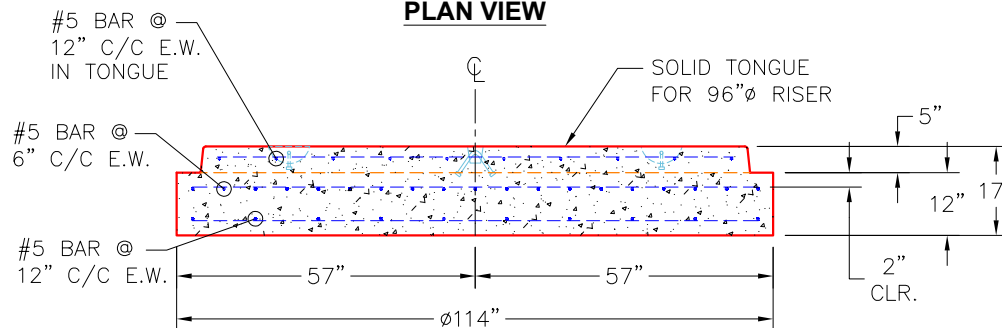 PLAN VIEW
#5 BAR @
12" C/C E.W.
IN TONGUE
℄
SOLID TONGUE
FOR 96"ø RISER
#5 BAR @
6" C/C E.W.
#5 BAR @
12" C/C E.W.
5"
12"
17
2"
CLR.
57"
57"
ø114"